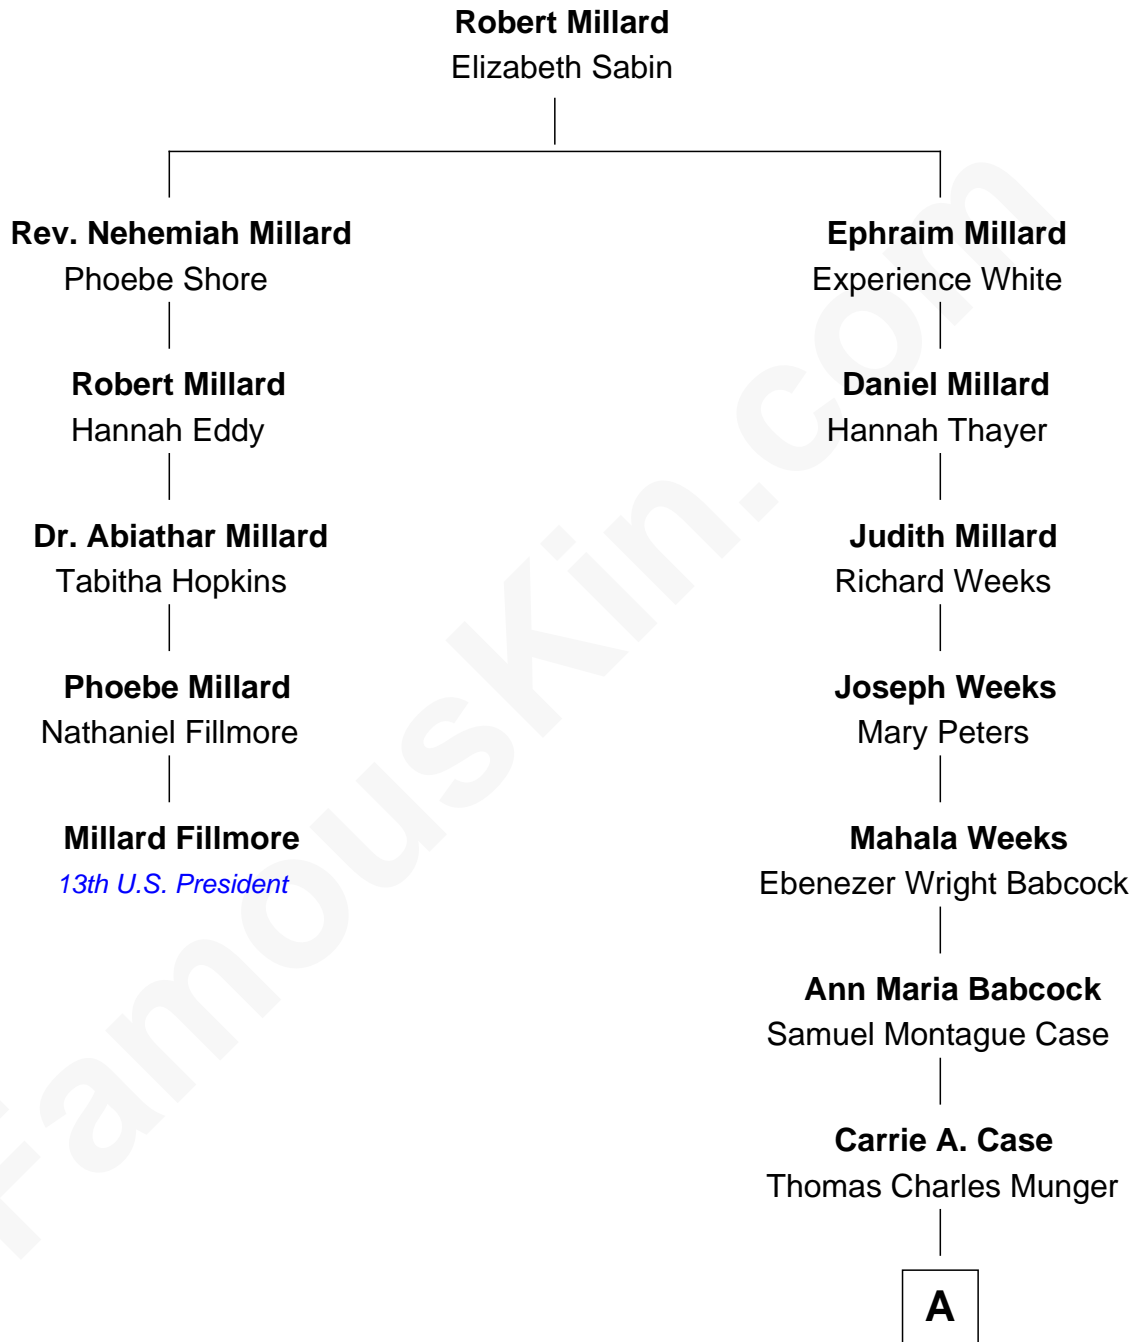 Robert Millard
Elizabeth Sabin
Rev. Nehemiah Millard
Phoebe Shore
Ephraim Millard
Experience White
Robert Millard
Hannah Eddy
Daniel Millard
Hannah Thayer
Dr. Abiathar Millard
Tabitha Hopkins
Judith Millard
Richard Weeks
Phoebe Millard
Nathaniel Fillmore
Joseph Weeks
Mary Peters
Millard Fillmore
13th U.S. President
Mahala Weeks
Ebenezer Wright Babcock
Ann Maria Babcock
Samuel Montague Case
Carrie A. Case
Thomas Charles Munger
A
FamousKin.com